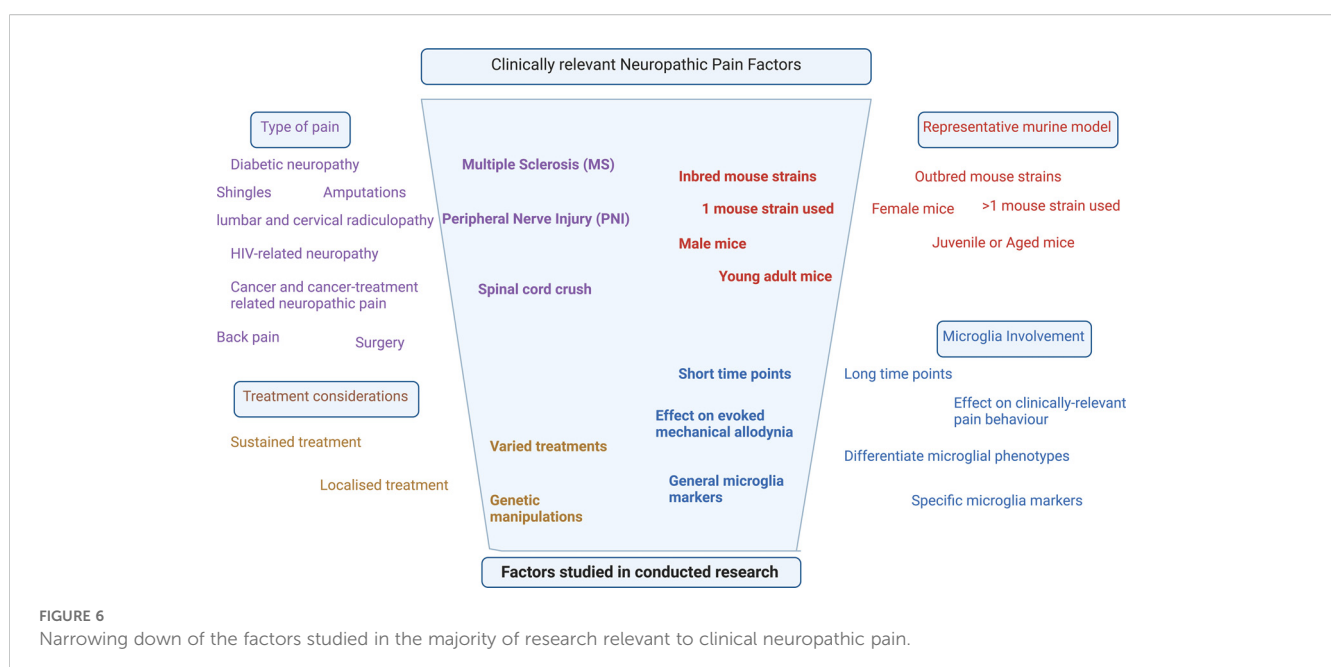 Clinically relevant Neuropathic Pain Factors
Type of pain
Diabetic neuropathy
Shingles
Amputations
lumbar and cervical radiculopathy
HIV-related neuropathy
Cancer and cancer-treatment
related neuropathic pain
Back pain
Surgery
Treatment considerations
Sustained treatment
Localised treatment
Multiple Sclerosis (MS)
Peripheral Nerve Injury (PNI)
Spinal cord crush
Varied treatments
Genetic
manipulations
Inbred mouse strains
1 mouse strain used
Male mice
Young adult mice
Short time points
Effect on evoked
mechanical allodynia
General microglia
markers
Representative murine model
Outbred mouse strains
Female mice
>1 mouse strain used
Juvenile or Aged mice
Microglia Involvement
Long time points
Effect on clinically-relevant
pain behaviour
Differentiate microglial phenotypes
Specific microglia markers
Factors studied in conducted research
FIGURE 6
Narrowing down of the factors studied in the majority of research relevant to clinical neuropathic pain.